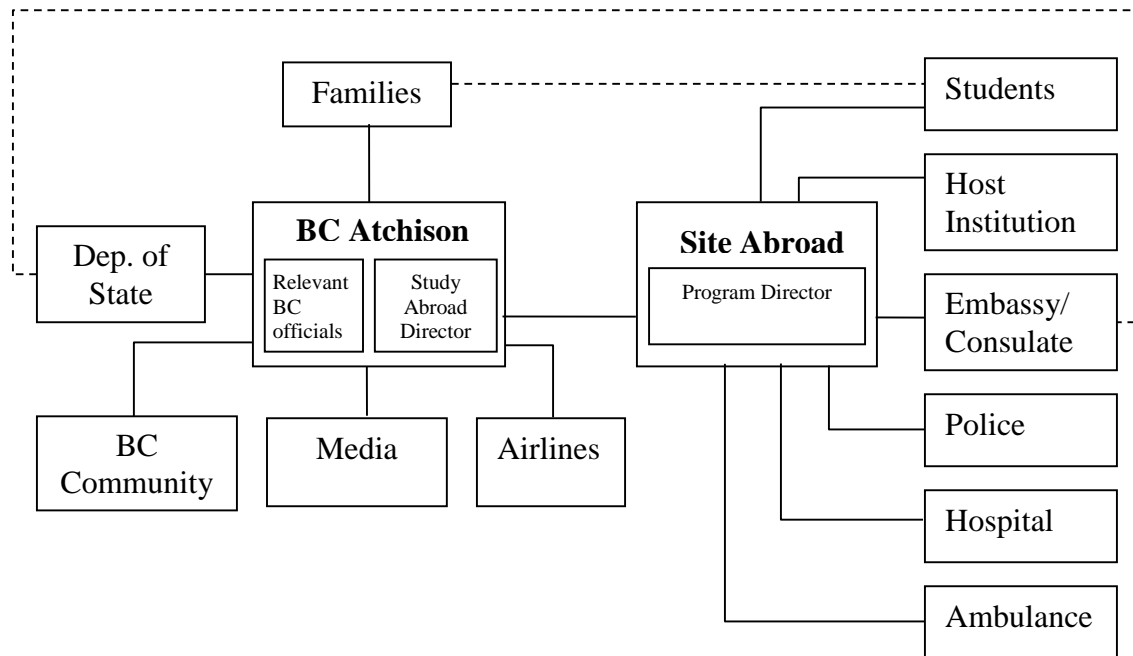 Families
Students
Host
Institution
BC Atchison
Site Abroad
Dep. of
State
Relevant
BC
officials
Study
Abroad
Director
Program Director
Embassy/
Consulate
BC
Community
Media
Airlines
Police
Hospital
Ambulance